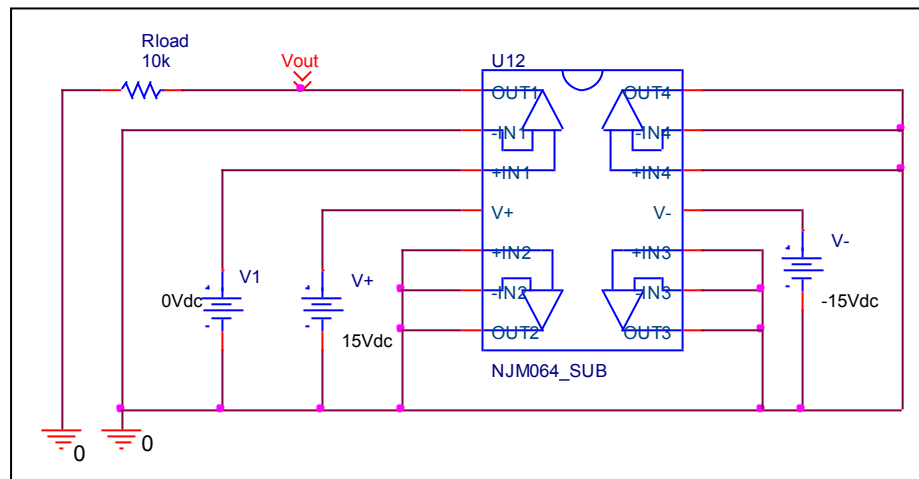 Rload
10k
Vout
U12
OUT1
-IN1
+IN1
V+
+IN2
-IN2
OUT2
OUT4
-IN4
+IN4
V-
+IN3
-IN3
OUT3
NJM064_SUB
V1
0Vdc
V+
15Vdc
V-
-15Vdc
0
0